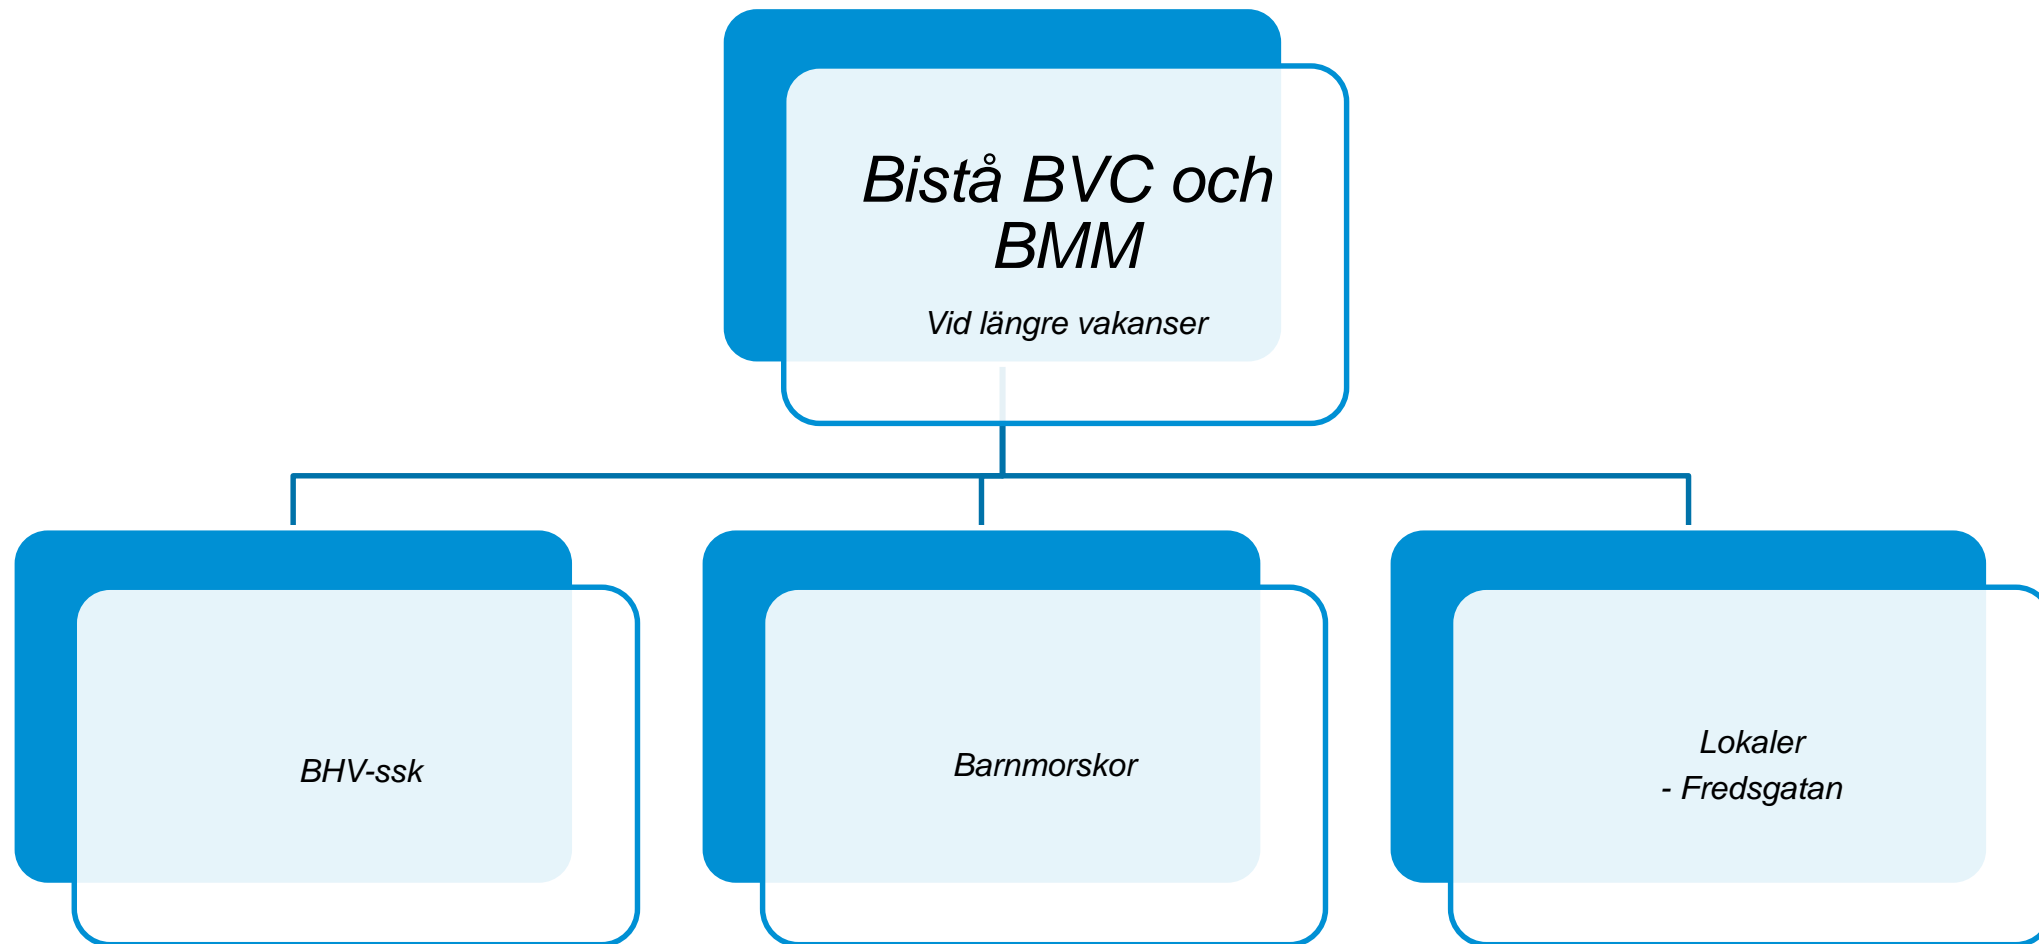 Bistå BVC och
BMM
Vid längre vakanser
BHV-ssk
Barnmorskor
Lokaler
- Fredsgatan